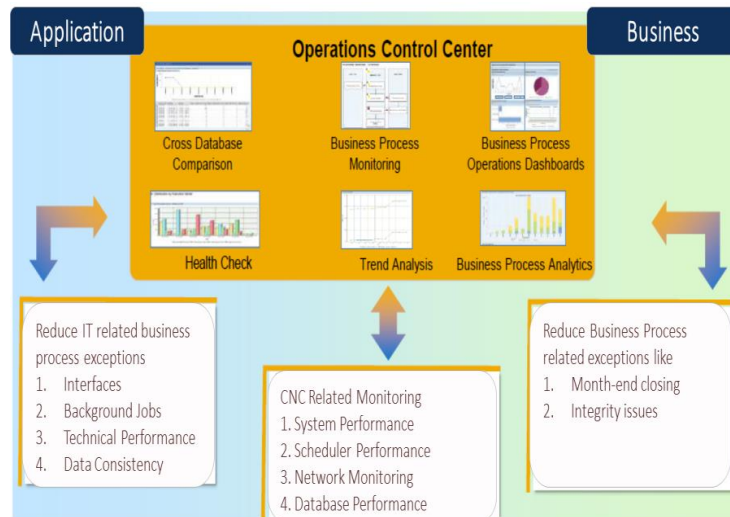 Application
Business
Operations Control Center
Cross Database
Comparison
Business Process
Monitoring
Business Process
Operations Dashboards
Health Check
Trend Analysis
Business Process Analytics
Reduce IT related business
process exceptions
1. Interfaces
2. Background Jobs
3. Technical Performance
4. Data Consistency
CNC Related Monitoring
1. System Performance
2. Scheduler Performance
3. Network Monitoring
4. Database Performance
Reduce Business Process
related exceptions like
1. Month-end closing
2. Integrity issues